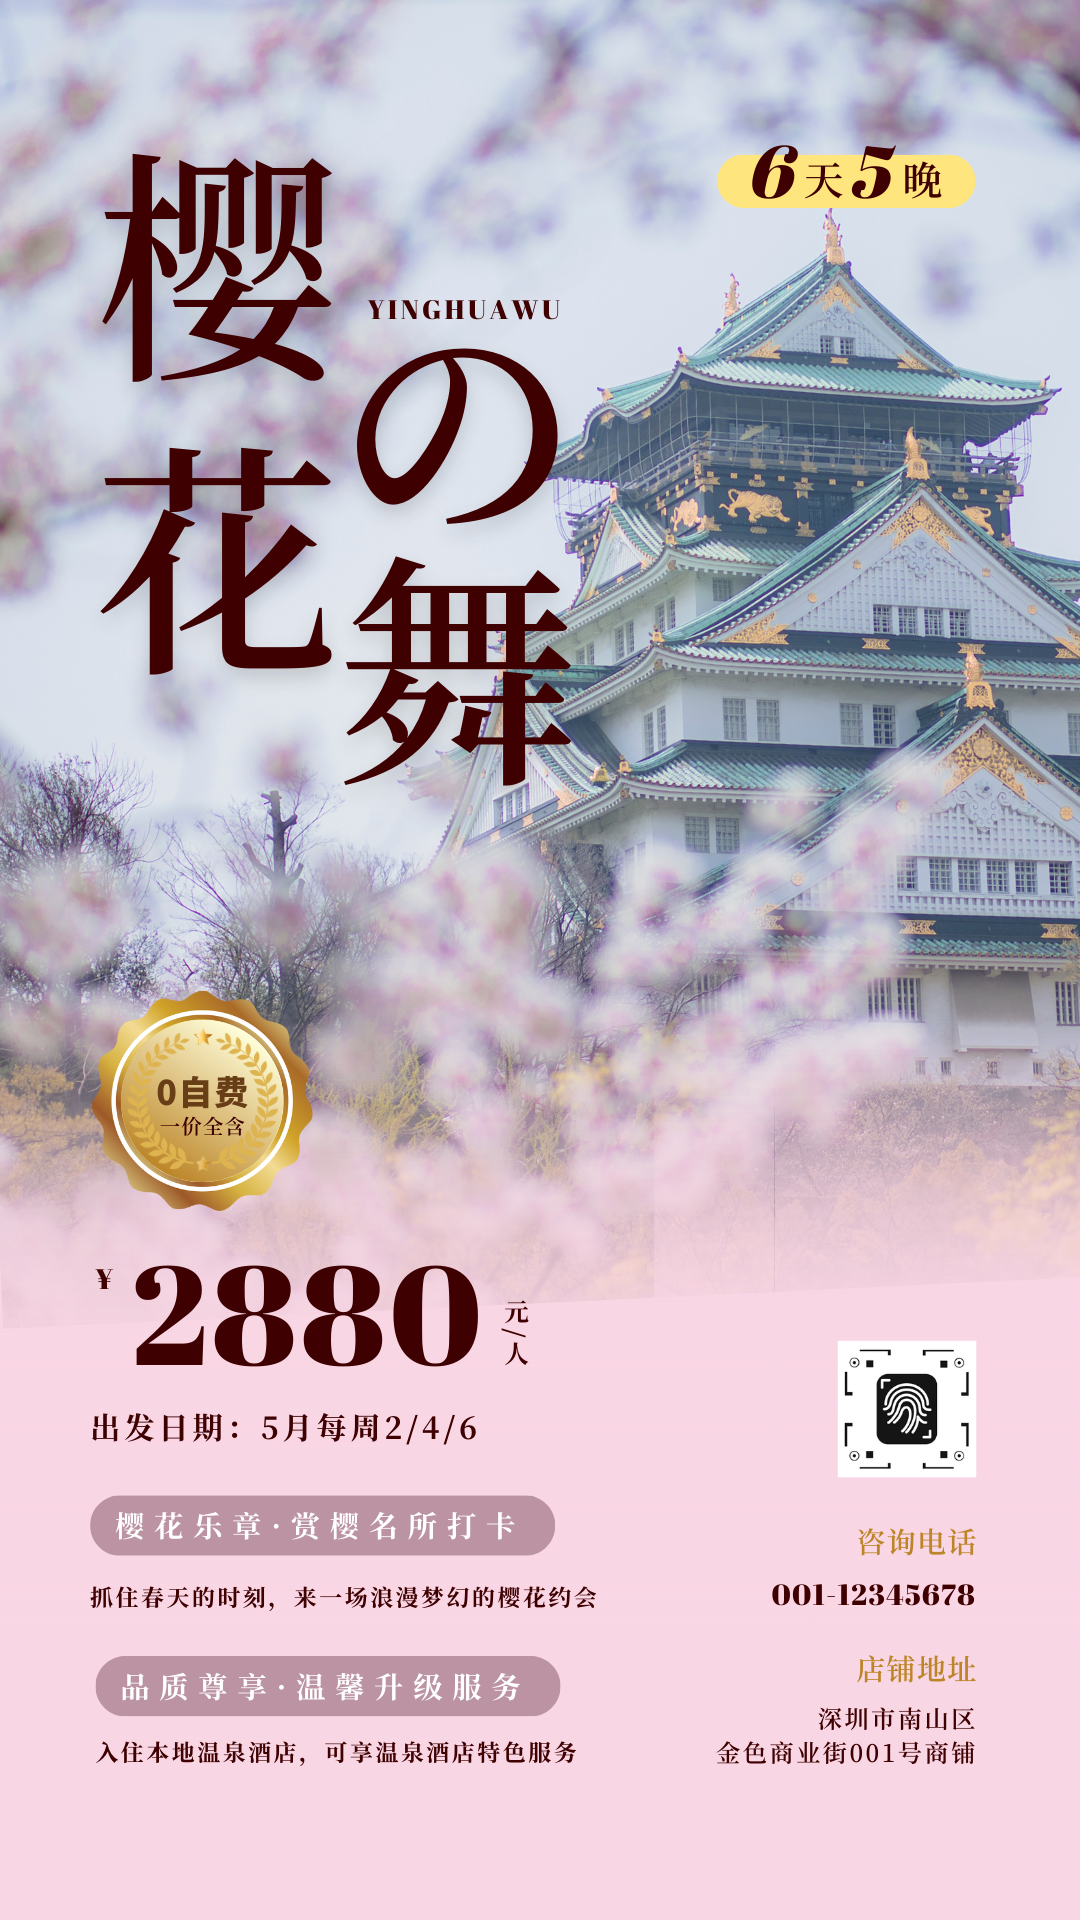 6天5晚
樱花
YINGHUAWU
の舞
0自费
一价全含
¥2880元/人
出发日期：5月每周2/4/6
樱花乐章·赏樱名所打卡
抓住春天的时刻，来一场浪漫梦幻的樱花约会
品质尊享·温馨升级服务
入住本地温泉酒店，可享温泉酒店特色服务
咨询电话
001-12345678
店铺地址
深圳市南山区
金色商业街001号商铺